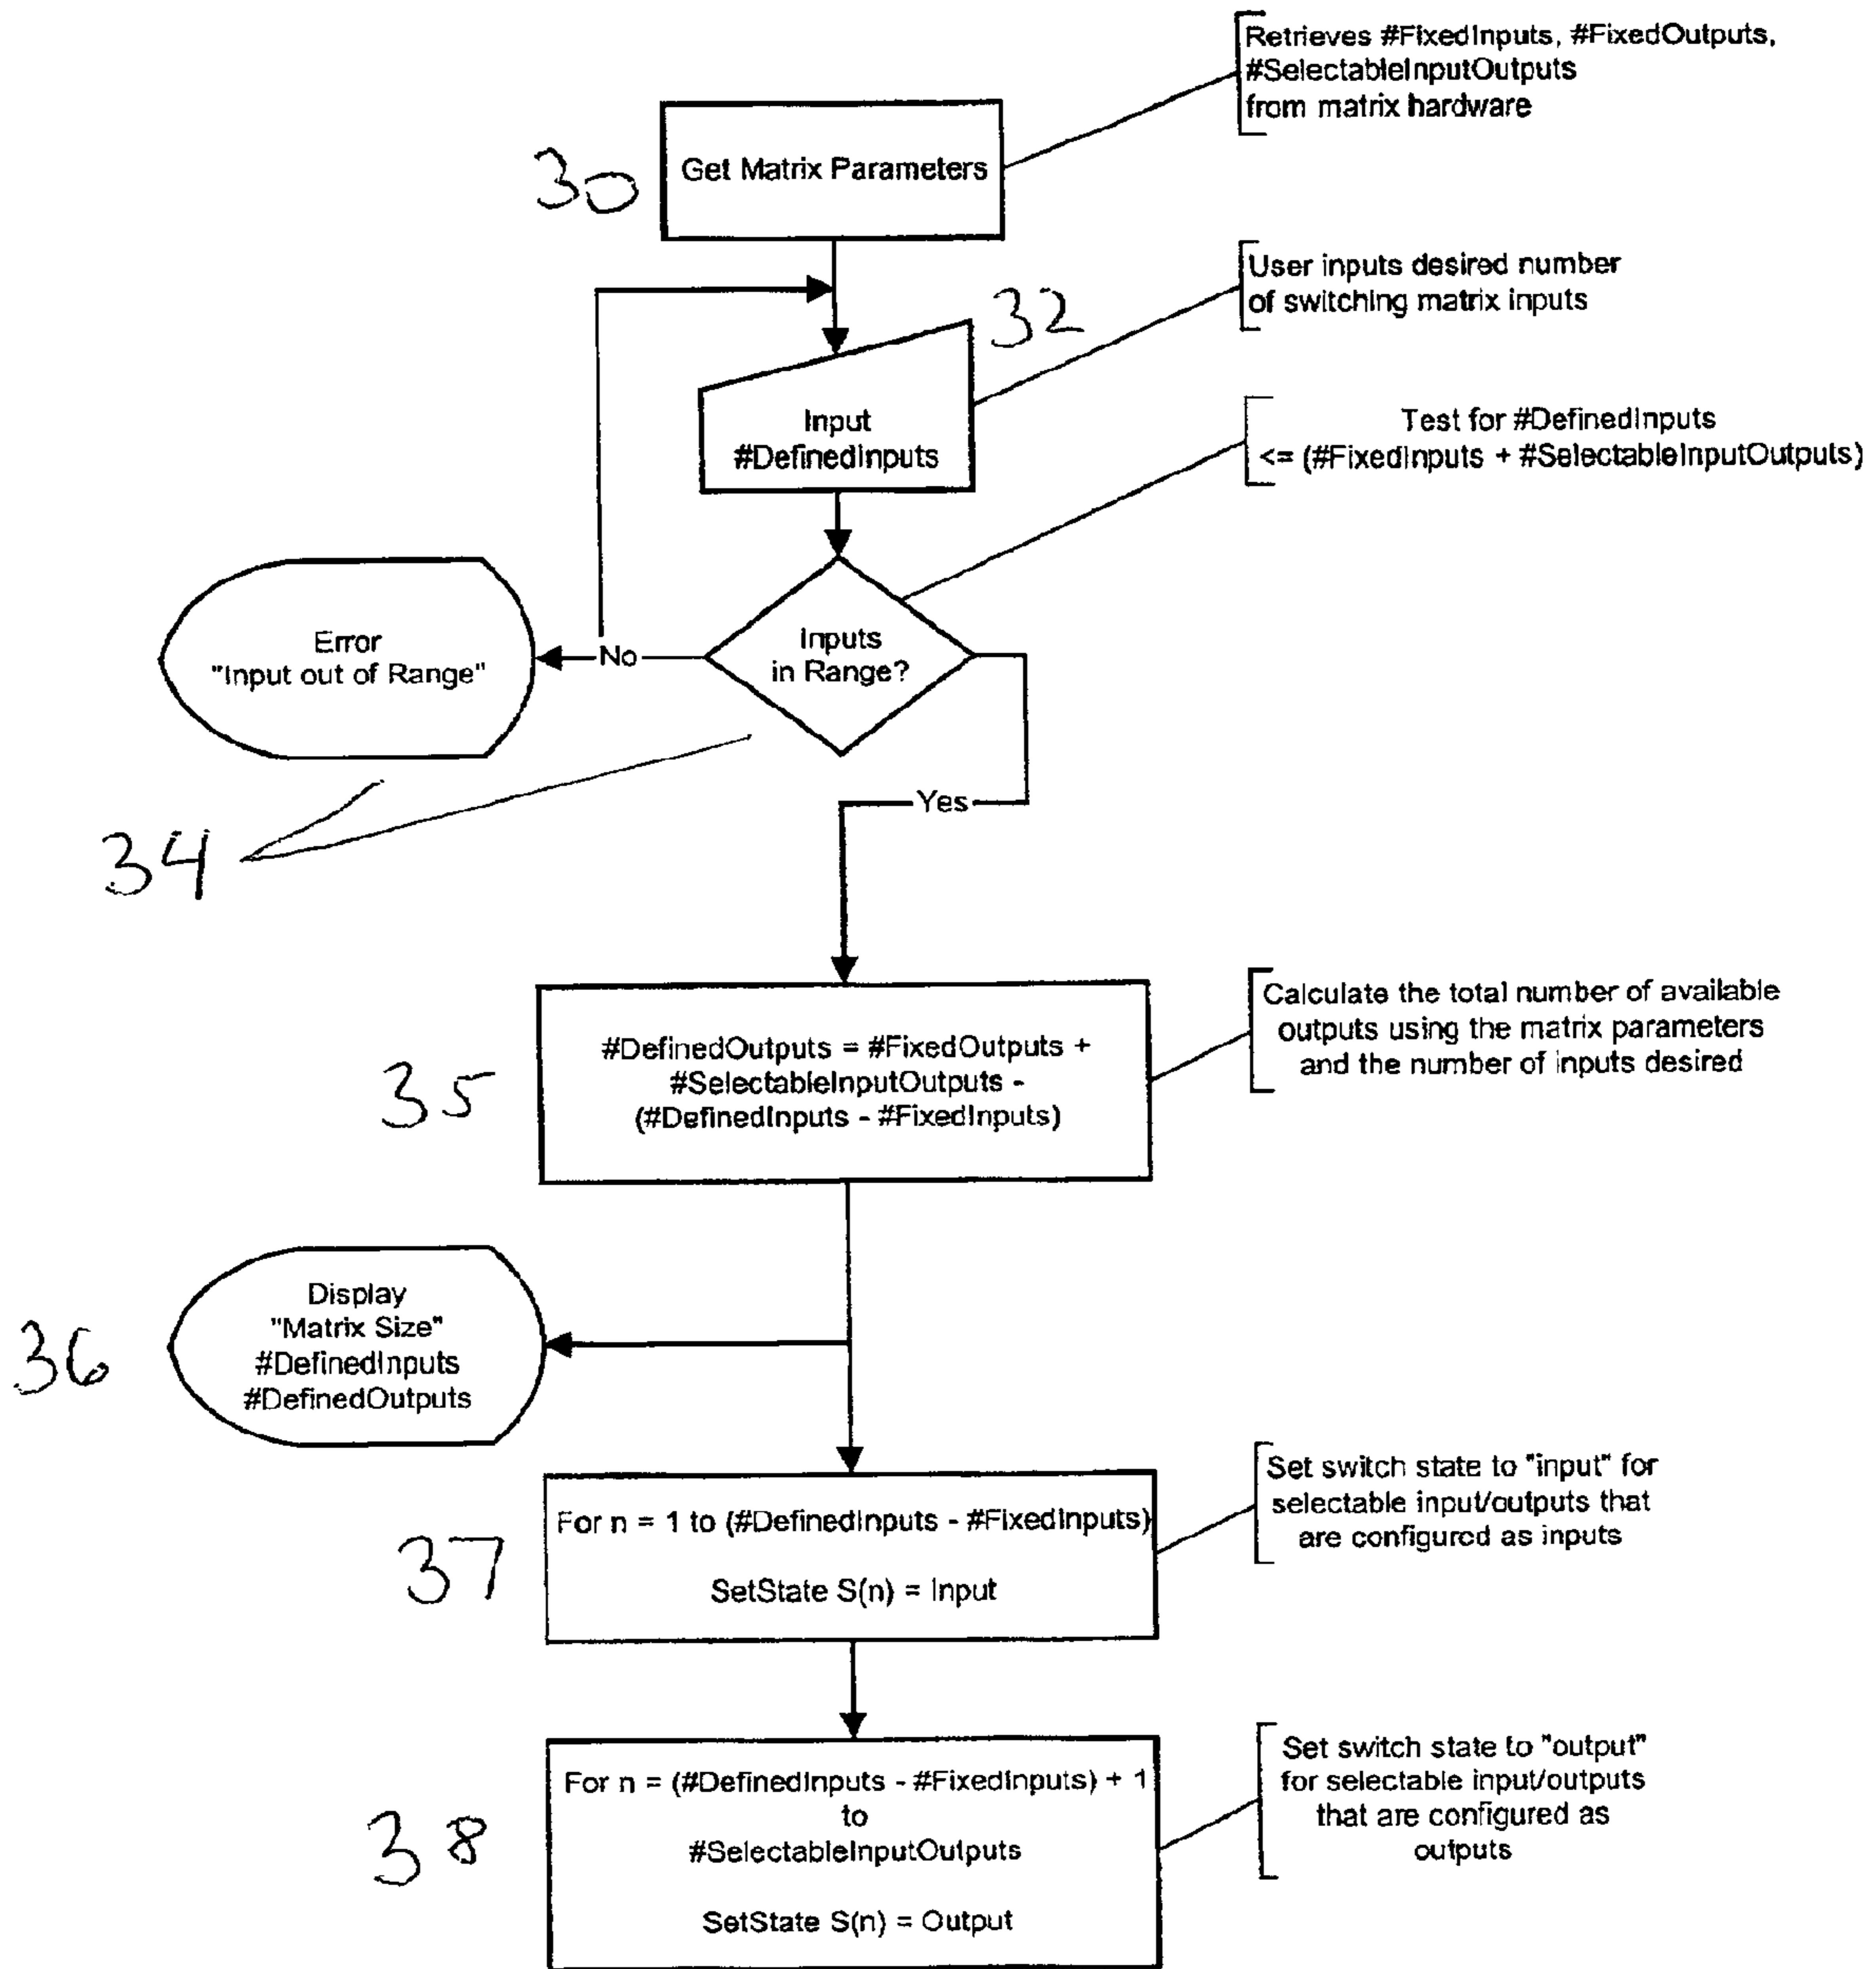 Retrieves #FixedInputs, #FixedOutputs,
#SelectableInputOutputs
from matrix hardware
30
Get Matrix Parameters
User inputs desired number
of switching matrix inputs
32
Input
#DefinedInputs
Test for #DefinedInputs
<= (#FixedInputs + #SelectableInputOutputs)
Inputs
in Range?
No
Error
"Input out of Range"
34
Yes
35
#DefinedOutputs = #FixedOutputs +
#SelectableInputOutputs -
(#DefinedInputs - #FixedInputs)
Calculate the total number of available
outputs using the matrix parameters
and the number of inputs desired
36
Display
"Matrix Size"
#DefinedInputs
#DefinedOutputs
37
For n = 1 to (#DefinedInputs - #FixedInputs)
SetState S(n) = Input
Set switch state to "input" for
selectable input/outputs that
are configured as inputs
38
For n = (#DefinedInputs - #FixedInputs) + 1
to
#SelectableInputOutputs
SetState S(n) = Output
Set switch state to "output"
for selectable input/outputs
that are configured as
outputs